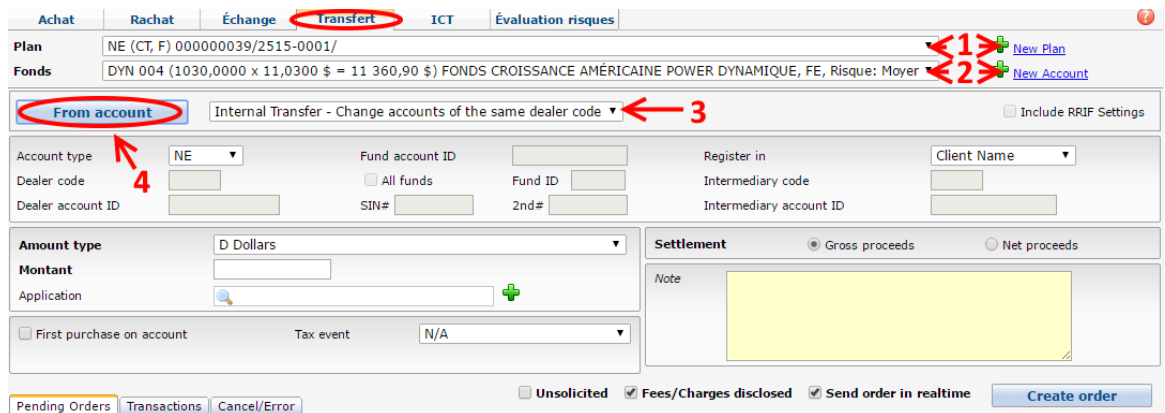 Achat Rachat Échange Transfert ICT Évaluation risques ?
Plan NE (CT, F) 000000039/2515-0001/ 1 New Plan
Fonds DYN 004 (1030,0000 x 11,0300 $ = 11 360,90 $) FONDS CROISSANCE AMÉRICAINE POWER DYNAMIQUE, FE, Risque: Moyer 2 New Account
From account Internal Transfer - Change accounts of the same dealer code 3 Include RRIF Settings
4
Account type NE Fund account ID Register in Client Name
Dealer code All funds Fund ID Intermediary code
Dealer account ID SIN# 2nd# Intermediary account ID
Amount type D Dollars Settlement Gross proceeds Net proceeds
Montant
Note
Application
First purchase on account Tax event N/A
Unsolicited Fees/Charges disclosed Send order in realtime Create order
Pending Orders Transactions Cancel/Error